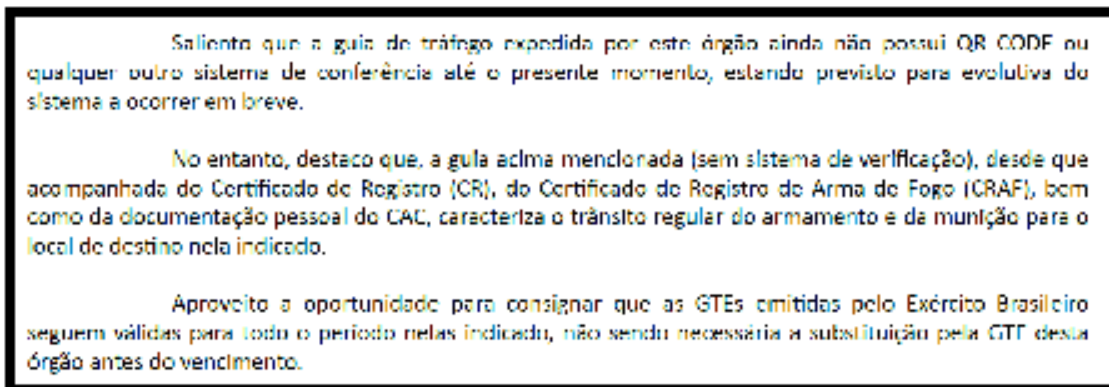 Saliento que a guia de tráfego expedida por este órgão ainda não possui QR CODE ou
qualquer outro sistema de conferência até o presente momento, estando previsto para evolutiva do
sistema a ocorrer em breve.
No entanto, destaco que, a guia acima mencionada (sem sistema de verificação), desde que
acompanhada do Certificado de Registro (CR), do Certificado de Registro de Arma de Fogo (CRAF), bem
como da documentação pessoal do CAC, caracteriza o trânsito regular do armamento e da munição para o
local de destino nela indicado.
Aproveito a oportunidade para consignar que as GTEs emitidas pelo Exército Brasileiro
seguem válidas para todo o período nelas indicado, não sendo necessária a substituição pela GTE desta
órgão antes do vencimento.